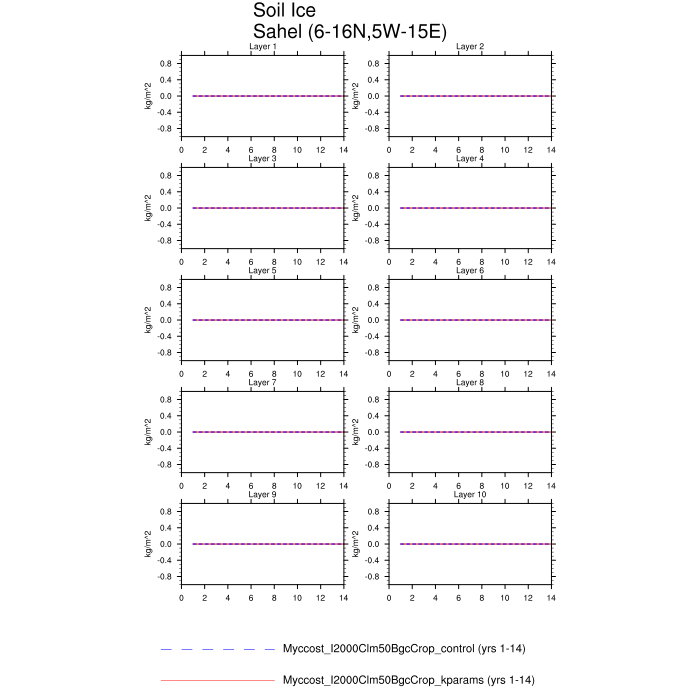 Soil Ice
Sahel (6-16N,5W-15E)
Layer 1
Layer 2
kg/m^2
0.8
0.4
0.0
-0.4
-0.8
0 2 4 6 8 10 12 14
kg/m^2
0.8
0.4
0.0
-0.4
-0.8
0 2 4 6 8 10 12 14
Layer 3
Layer 4
kg/m^2
0.8
0.4
0.0
-0.4
-0.8
0 2 4 6 8 10 12 14
kg/m^2
0.8
0.4
0.0
-0.4
-0.8
0 2 4 6 8 10 12 14
Layer 5
Layer 6
kg/m^2
0.8
0.4
0.0
-0.4
-0.8
0 2 4 6 8 10 12 14
kg/m^2
0.8
0.4
0.0
-0.4
-0.8
0 2 4 6 8 10 12 14
Layer 7
Layer 8
kg/m^2
0.8
0.4
0.0
-0.4
-0.8
0 2 4 6 8 10 12 14
kg/m^2
0.8
0.4
0.0
-0.4
-0.8
0 2 4 6 8 10 12 14
Layer 9
Layer 10
kg/m^2
0.8
0.4
0.0
-0.4
-0.8
0 2 4 6 8 10 12 14
kg/m^2
0.8
0.4
0.0
-0.4
-0.8
0 2 4 6 8 10 12 14
Myccost_I2000Clm50BgcCrop_control (yrs 1-14)
Myccost_I2000Clm50BgcCrop_kparams (yrs 1-14)